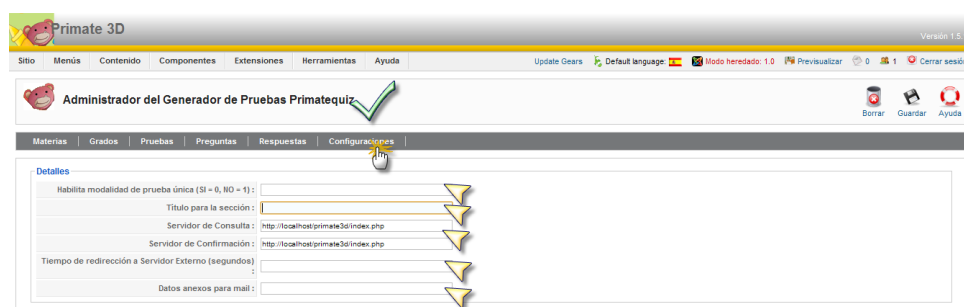 Primate 3D
Versión 1.5.
Sitio Menús Contenido Componentes Extensiones Herramientas Ayuda Update Gears Default language: Modo heredado: 1.0 Previsualizar 0 1 Cerrar sesió
Administrador del Generador de Pruebas Primatequiz
Borrar Guardar Ayuda
Materias Grados Pruebas Preguntas Respuestas Configuraciones
Detalles
Habilita modalidad de prueba única (SI = 0, NO = 1) :
Titulo para la sección :
Servidor de Consulta : http://localhost/primate3d/index.php
Servidor de Confirmación : http://localhost/primate3d/index.php
Tiempo de redirección a Servidor Externo (segundos)
:
Datos anexos para mail :